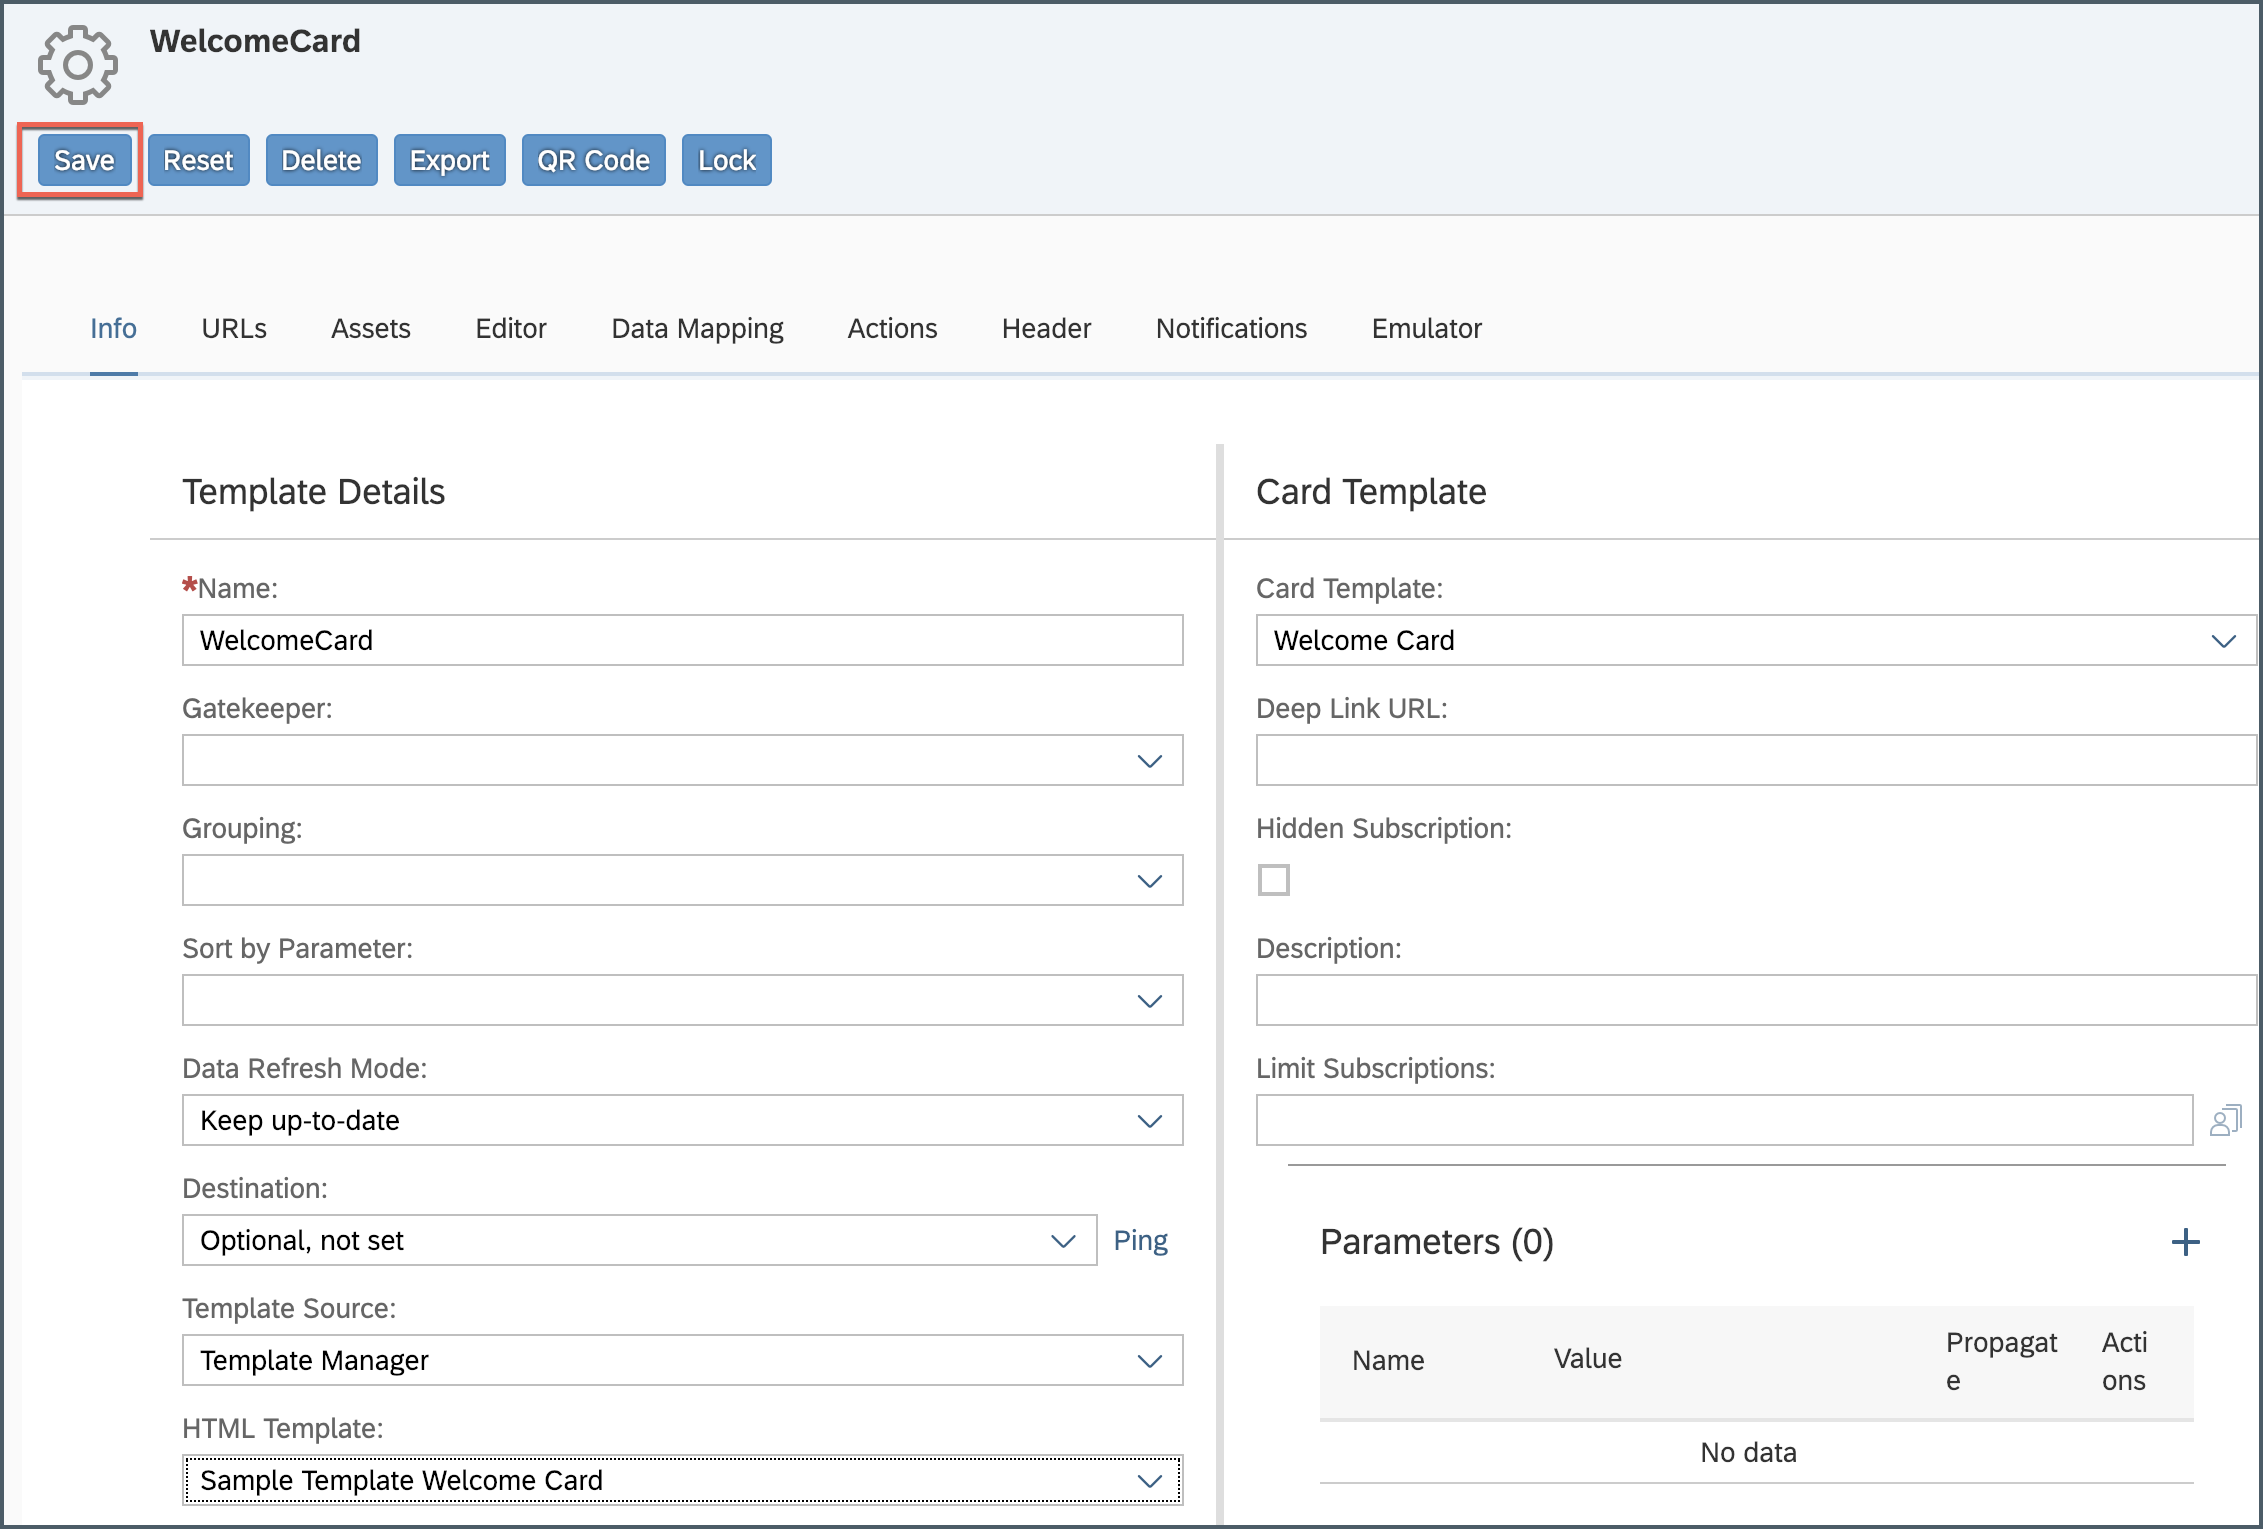 WelcomeCard
Save Reset Delete Export QR Code Lock
Info URLs Assets Editor Data Mapping Actions Header Notifications Emulator
Template Details
*Name:
WelcomeCard
Gatekeeper:
Grouping:
Sort by Parameter:
Data Refresh Mode:
Keep up-to-date
Destination:
Optional, not set Ping
Template Source:
Template Manager
HTML Template:
Sample Template Welcome Card
Card Template
Card Template:
Welcome Card
Deep Link URL:
Hidden Subscription:
Description:
Limit Subscriptions:
Parameters (0)
Name Value Propagat Acti
e ons
No data